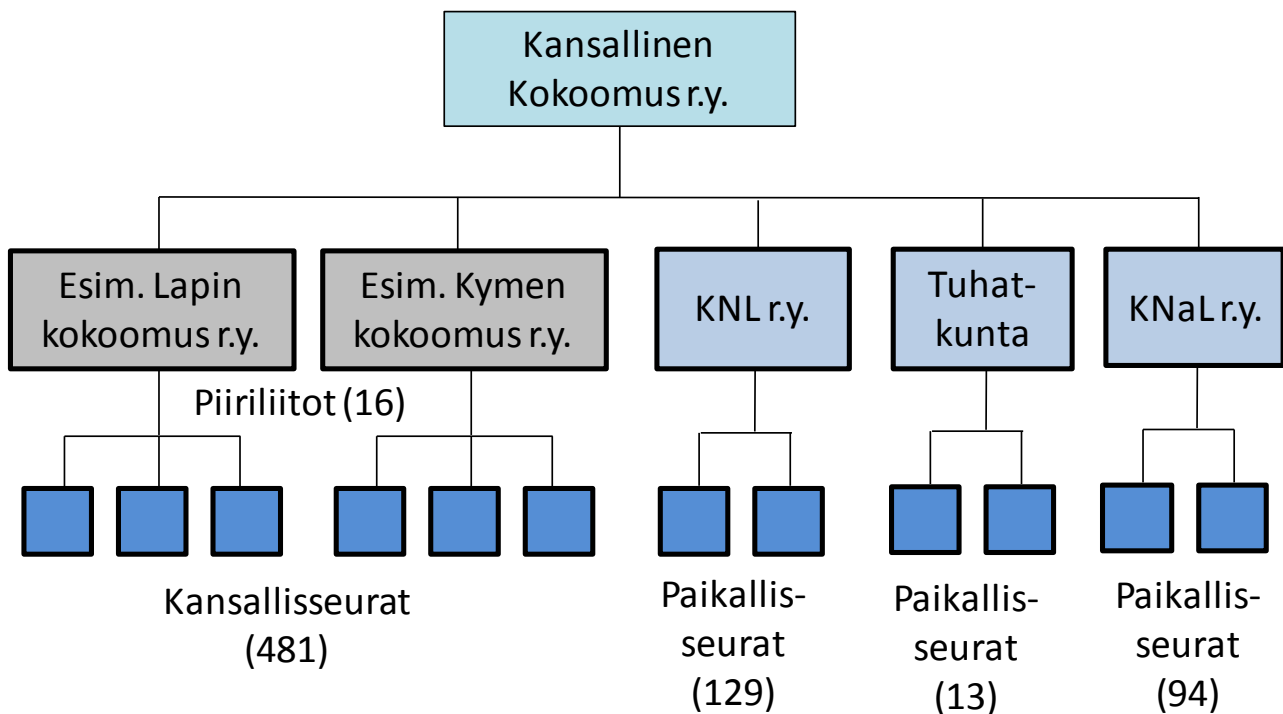 Kansallinen
Kokoomus r.y.
Esim. Lapin
kokoomus r.y.
Esim. Kymen
kokoomus r.y.
KNL r.y.
Tuhat-
kunta
KNaL r.y.
Piiriliitot (16)
Kansallisseurat
(481)
Paikallis-
seurat
(129)
Paikallis-
seurat
(13)
Paikallis-
seurat
(94)